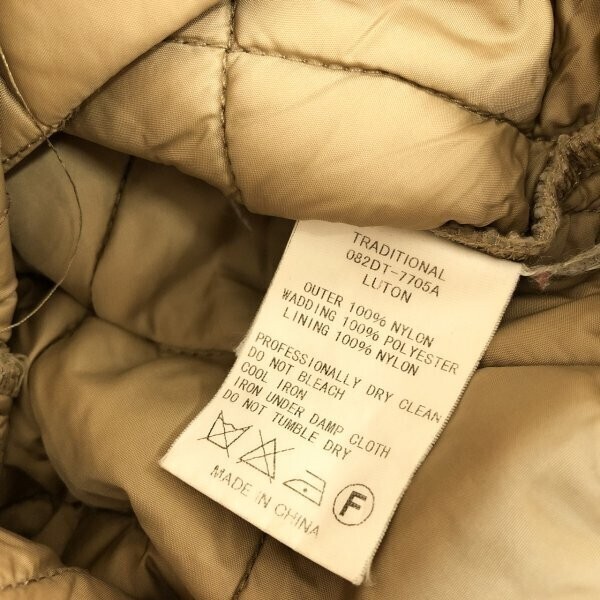 TRADITIONAL
082DT-7705A
LUTON
OUTER 100% NYLON
WADDING 100% POLYESTER
LINING 100% NYLON
PROFESSIONALLY DRY CLEAN
DO NOT BLEACH
COOL IRON
IRON UNDER DAMP CLOTH
DO NOT TUMBLE DRY
F
MADE IN CHINA